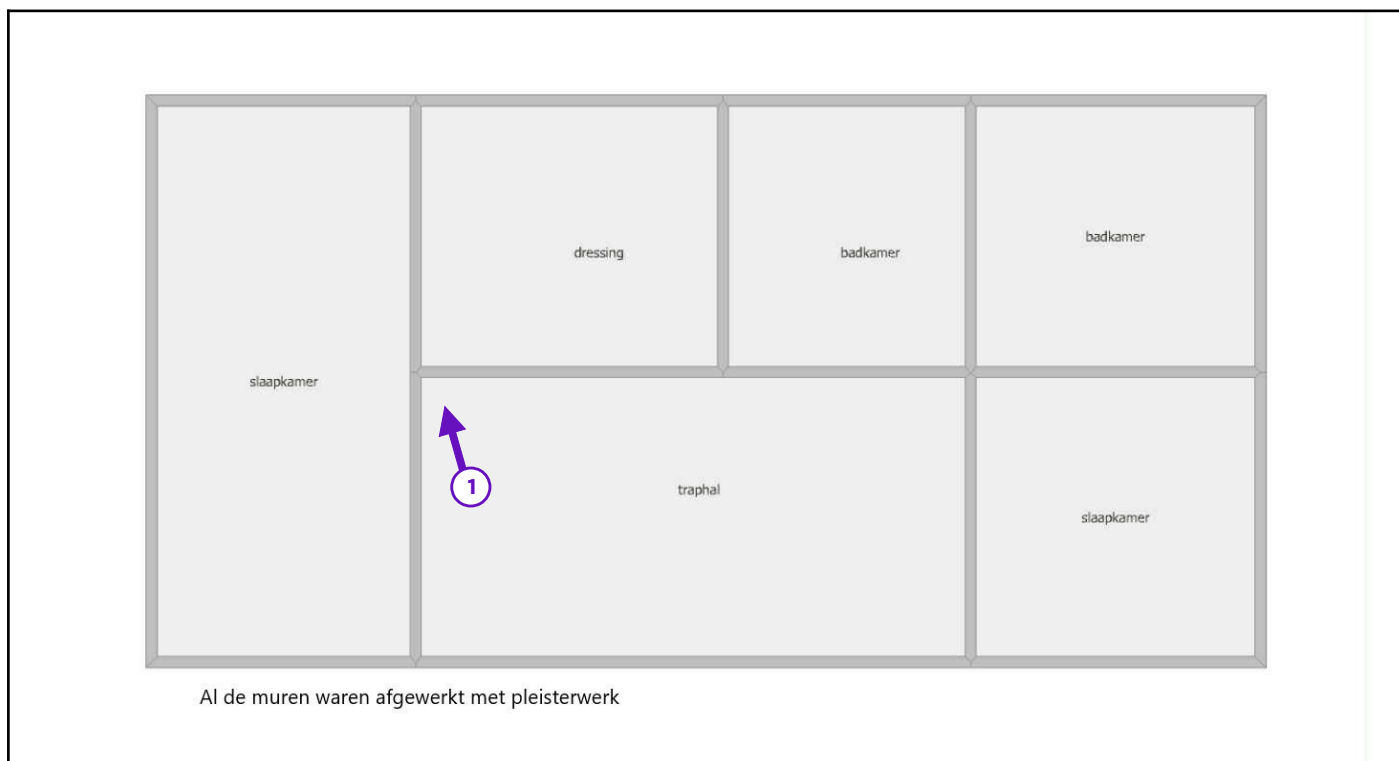 badkamer
dressing
badkamer
slaapkamer
1
traphal
slaapkamer
Al de muren waren afgewerkt met pleisterwerk